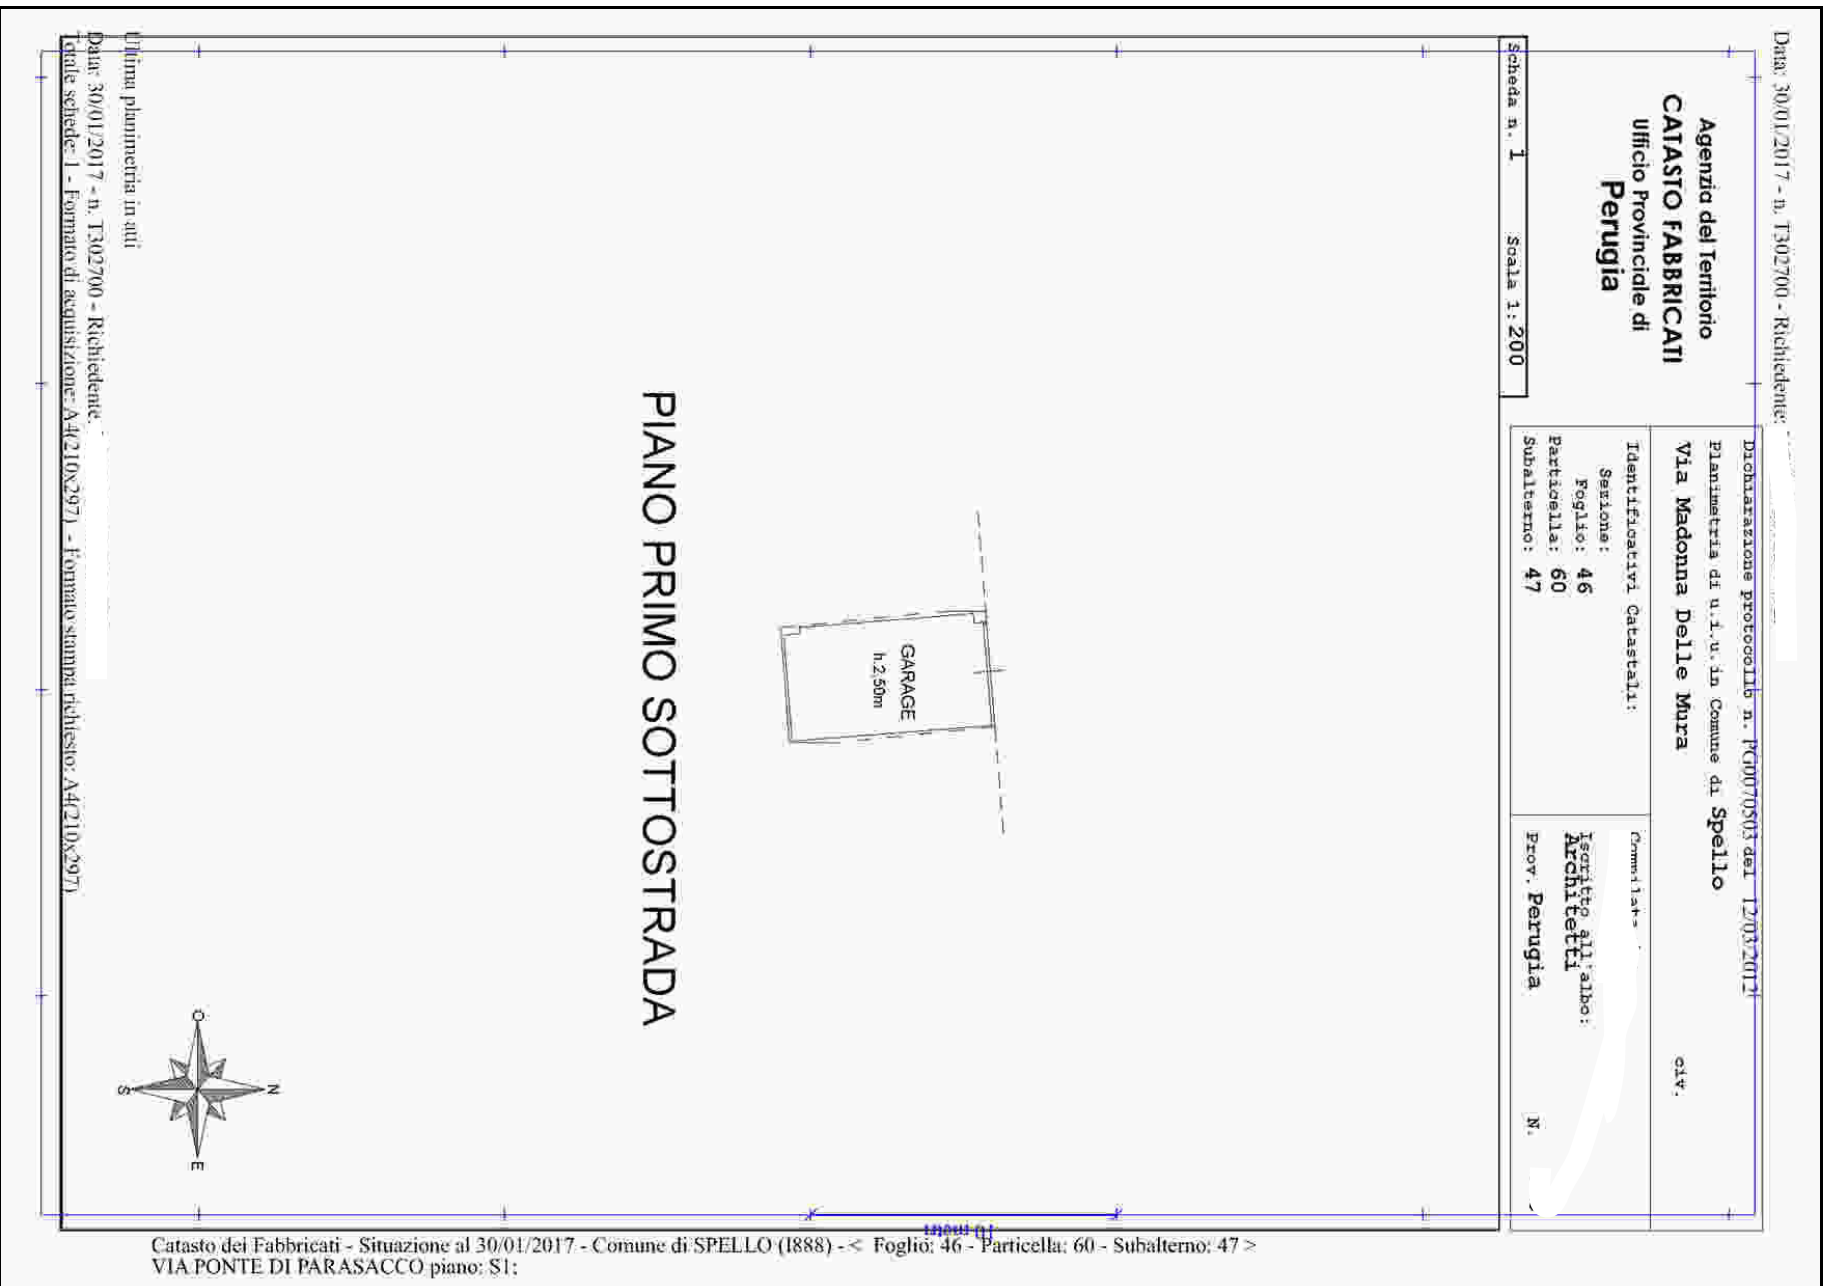 Data: 30/01/2017 - n. T302700 - Richiedente:
Agenzia del Territorio
CATASTO FABBRICATI
Ufficio Provinciale di
Perugia
Dichiarazione protocollo n. PG0070503 del 12/03/2012
Planimetria di u.i.u. in Comune di Spello
Via Madonna Delle Mura civ.
Identificativi Catastali:
Sezione:
Foglio: 46
Particella: 60
Subalterno: 47
Iscritto all'albo:
Architetti
Prov. Perugia N.
Scheda n. 1 Scala 1:200
GARAGE
h.2,50m
PIANO PRIMO SOTTOSTRADA
O
N
S
E
10 metri
Ultima planimetria in atti
Data: 30/01/2017 - n. T302700 - Richiedente
Totale schede: 1 - Formato di acquisizione: A4(210x297) - Formato stampa richiesto: A4(210x297)
Catasto dei Fabbricati - Situazione al 30/01/2017 - Comune di SPELLO (I888) - < Foglio: 46 - Particella: 60 - Subalterno: 47 >
VIA PONTE DI PARASACCO piano: S1;